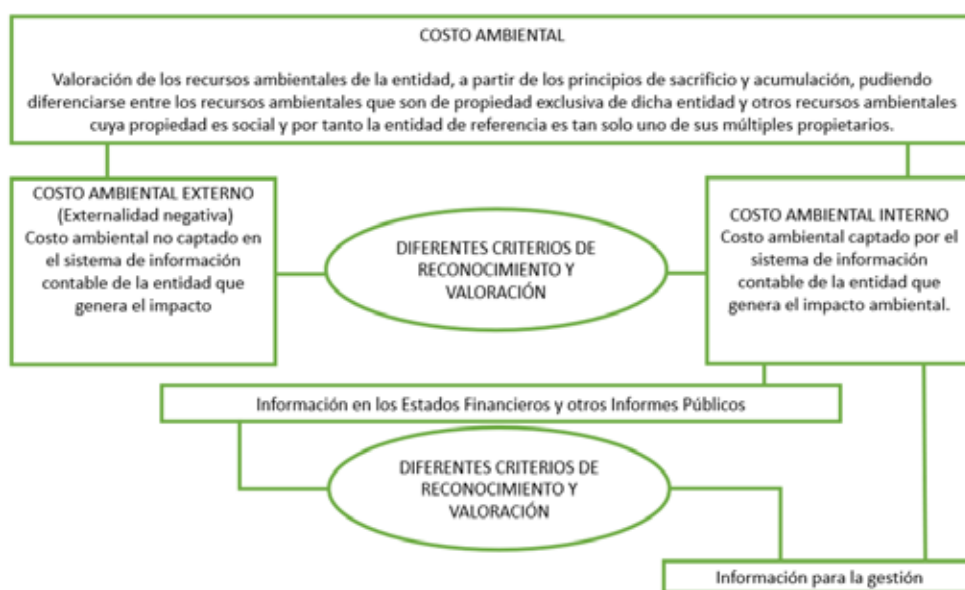 COSTO AMBIENTAL
Valoración de los recursos ambientales de la entidad, a partir de los principios de sacrificio y acumulación, pudiendo
diferenciarse entre los recursos ambientales que son de propiedad exclusiva de dicha entidad y otros recursos ambientales
cuya propiedad es social y por tanto la entidad de referencia es tan solo uno de sus múltiples propietarios.
COSTO AMBIENTAL EXTERNO
(Externalidad negativa)
Costo ambiental no captado en
el sistema de información
contable de la entidad que
genera el impacto
DIFERENTES CRITERIOS DE
RECONOCIMIENTO Y
VALORACIÓN
COSTO AMBIENTAL INTERNO
Costo ambiental captado por el
sistema de información
contable de la entidad que
genera el impacto ambiental.
Información en los Estados Financieros y otros Informes Públicos
DIFERENTES CRITERIOS DE
RECONOCIMIENTO Y
VALORACIÓN
Información para la gestión